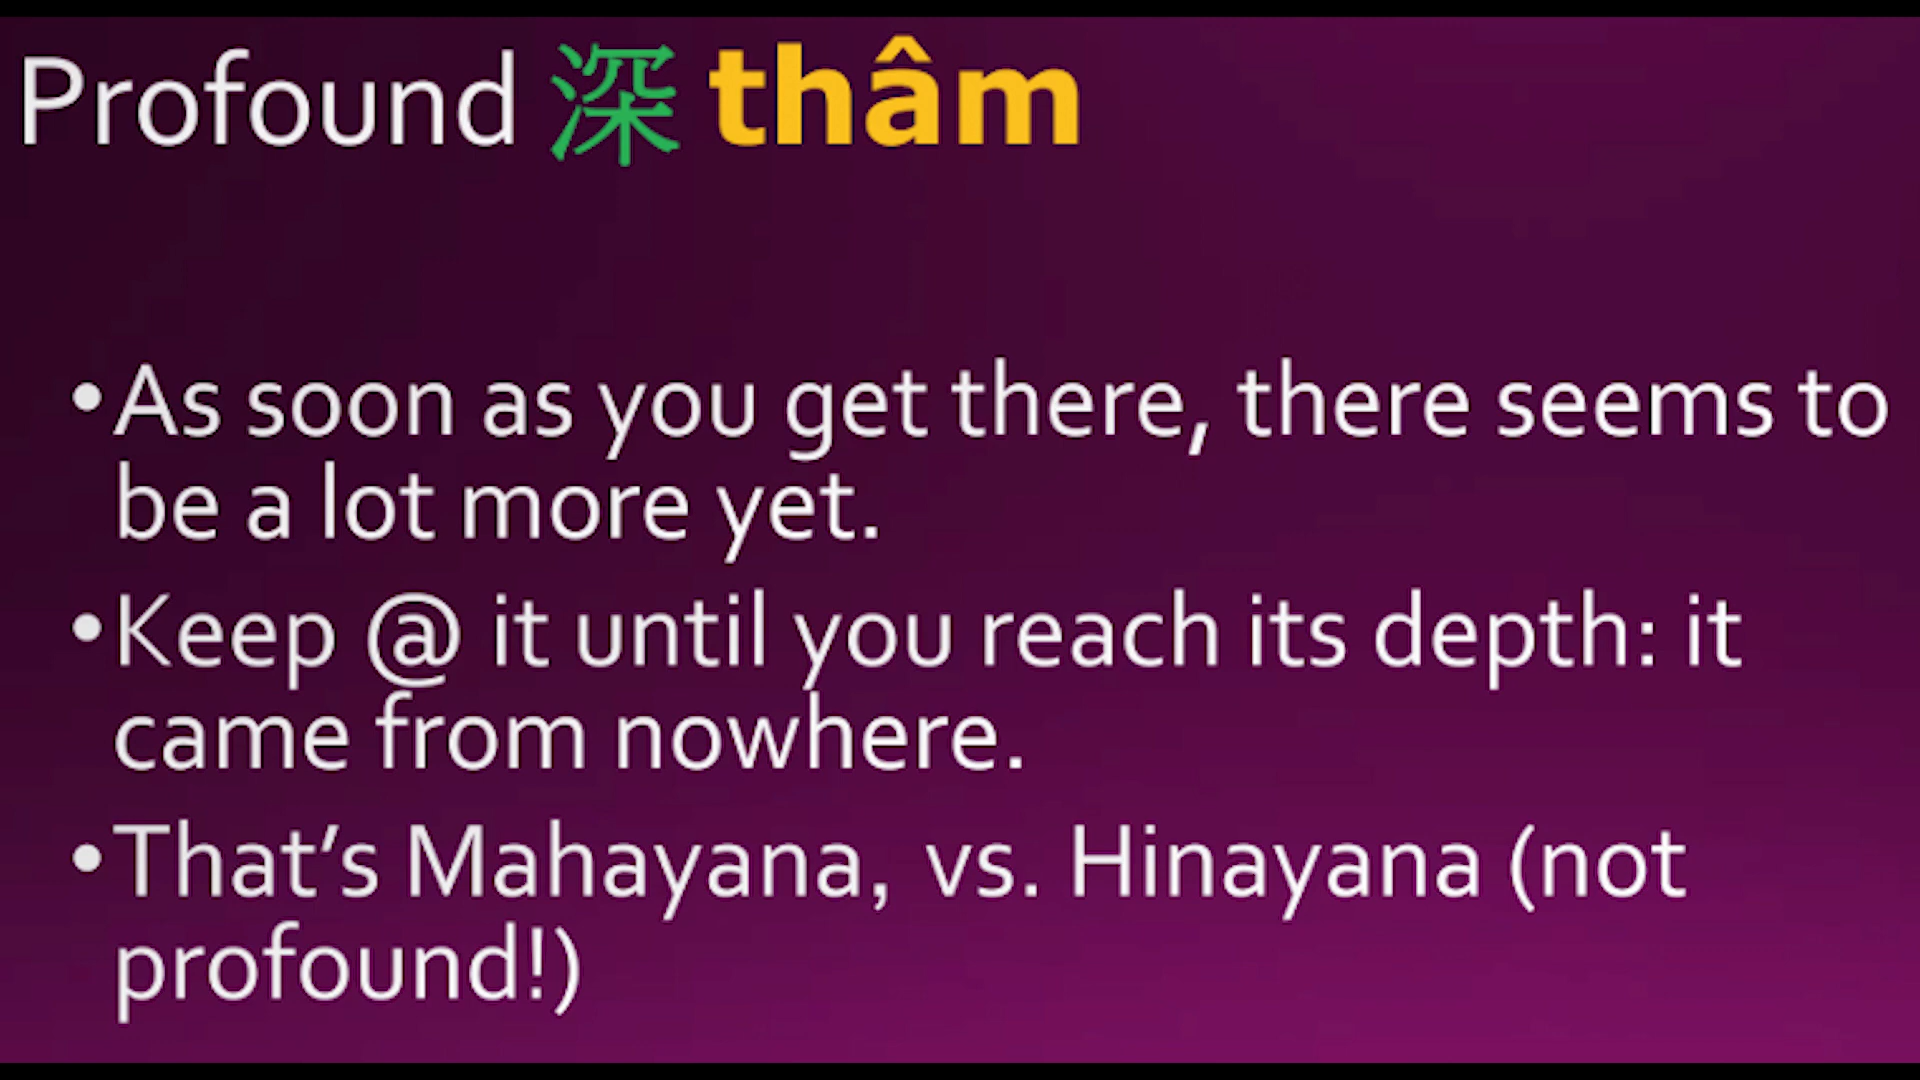 Profound 深 thâm
•As soon as you get there, there seems to
be a lot more yet.
•Keep @ it until you reach its depth: it
came from nowhere.
•That’s Mahayana, vs. Hinayana (not
profound!)